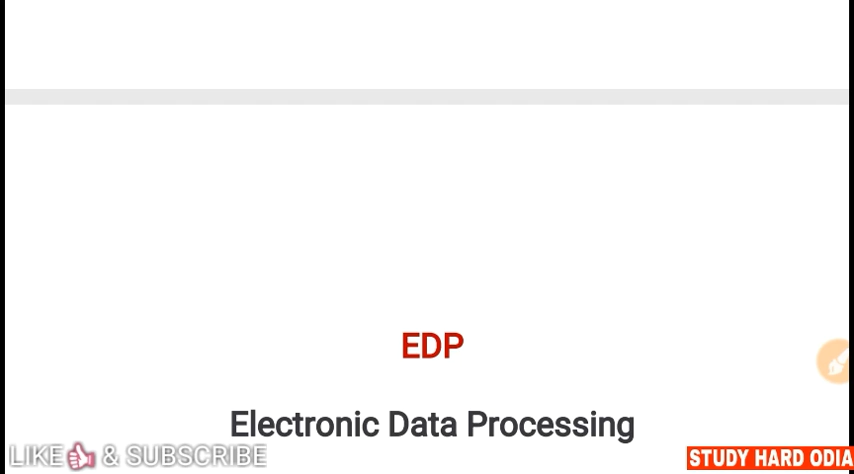 EDP
Electronic Data Processing
LIKE & SUBSCRIBE
STUDY HARD ODIA